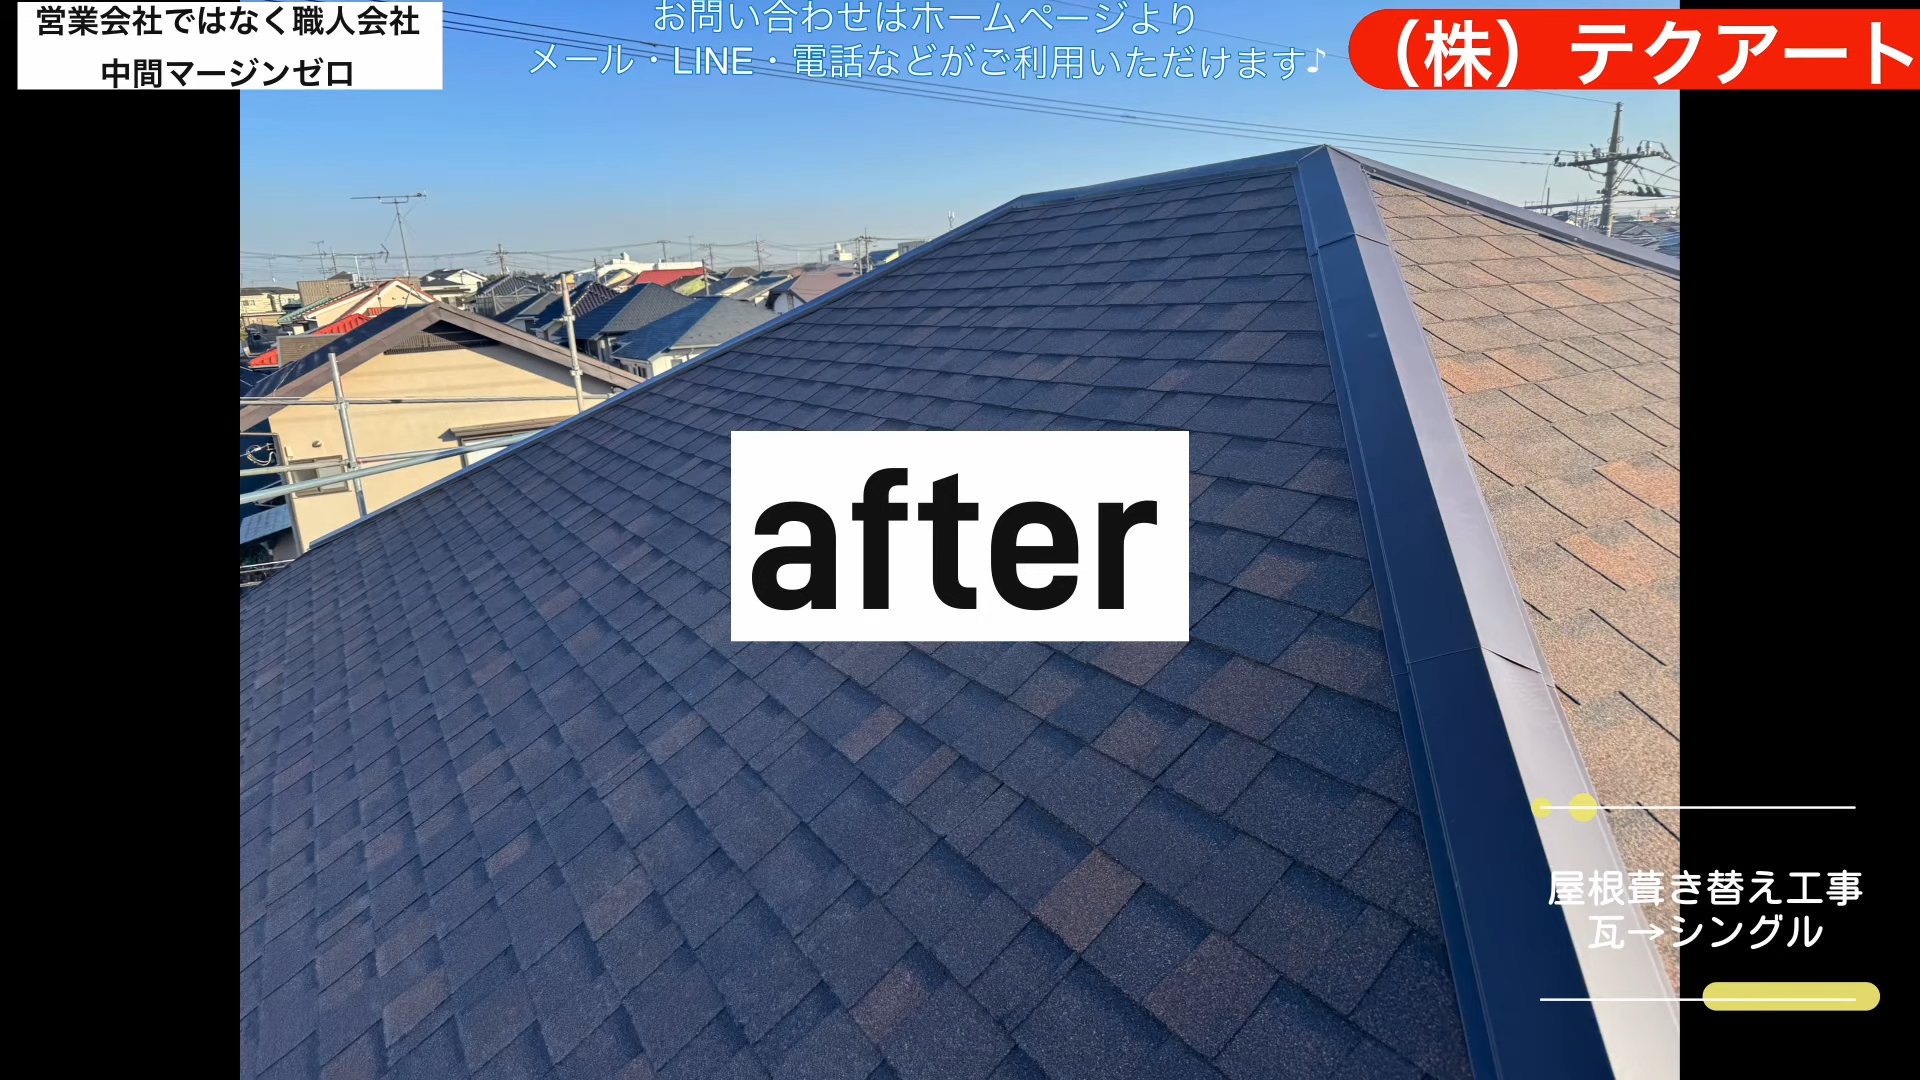 営業会社ではなく職人会社
中間マージンゼロ
お問い合わせはホームページより
メール・LINE・電話などがご利用いただけます♪
（株）テクアート
after
屋根葺き替え工事
瓦→シングル